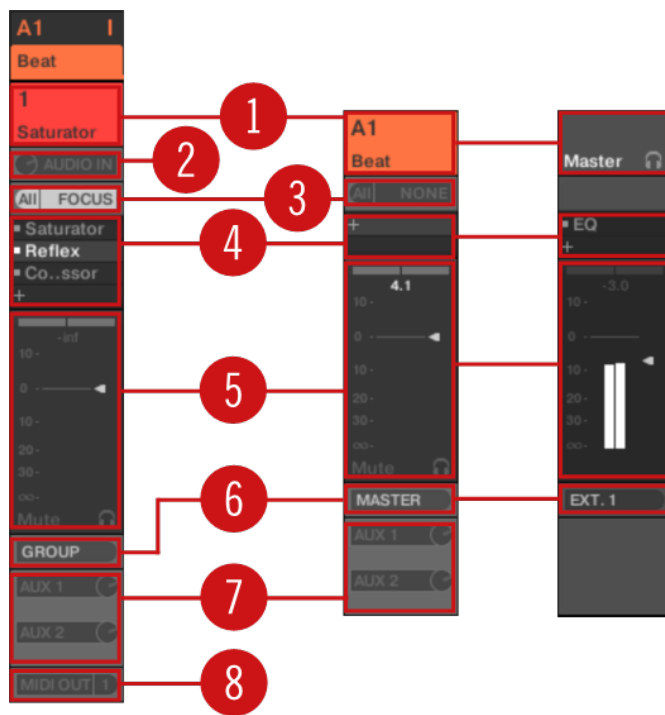 A1 I
Beat
1
Saturator
AUDIO IN
All FOCUS
Saturator
Reflex
Co..ssor
+
-inf
10-
0
10-
20-
30-
∞-
Mute
GROUP
AUX 1
AUX 2
MIDI OUT 1
1
2
3
4
5
6
7
8
A1
Beat
All NONE
+
4.1
10-
0
10-
20-
30-
∞-
Mute
MASTER
AUX 1
AUX 2
Master
EQ
+
-3.0
10-
0
10-
20-
30-
∞-
EXT. 1